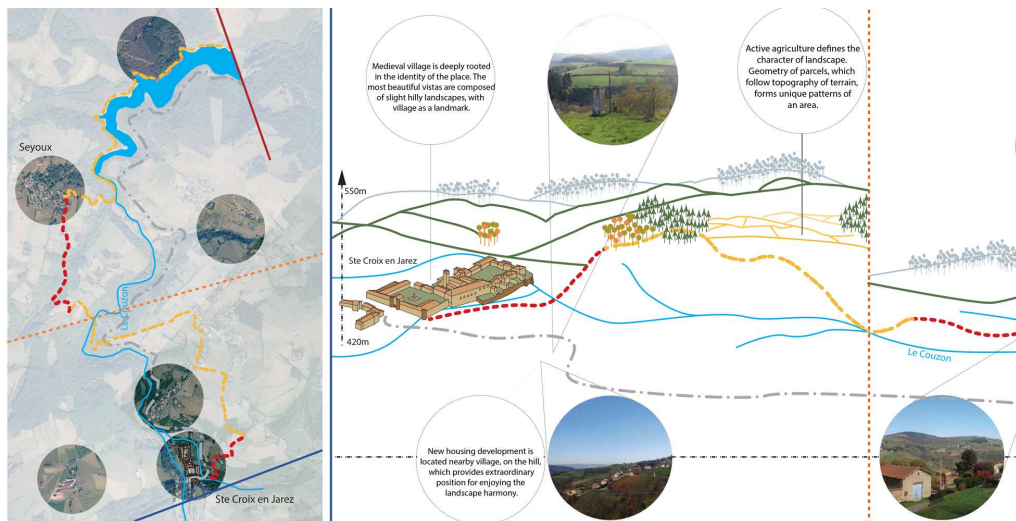 Seyoux
Le Couzon
Ste Croix en Jarez
Medieval village is deeply rooted
in the identity of the place. The
most beautiful vistas are composed
of slight hilly landscapes, with
village as a landmark.
Active agriculture defines the
character of landscape.
Geometry of parcels, which
follow topography of terrain,
forms unique patterns of
an area.
550m
Ste Croix en Jarez
420m
Le Couzon
New housing development is
located nearby village, on the hill,
which provides extraordinary
position for enjoying the
landscape harmony.